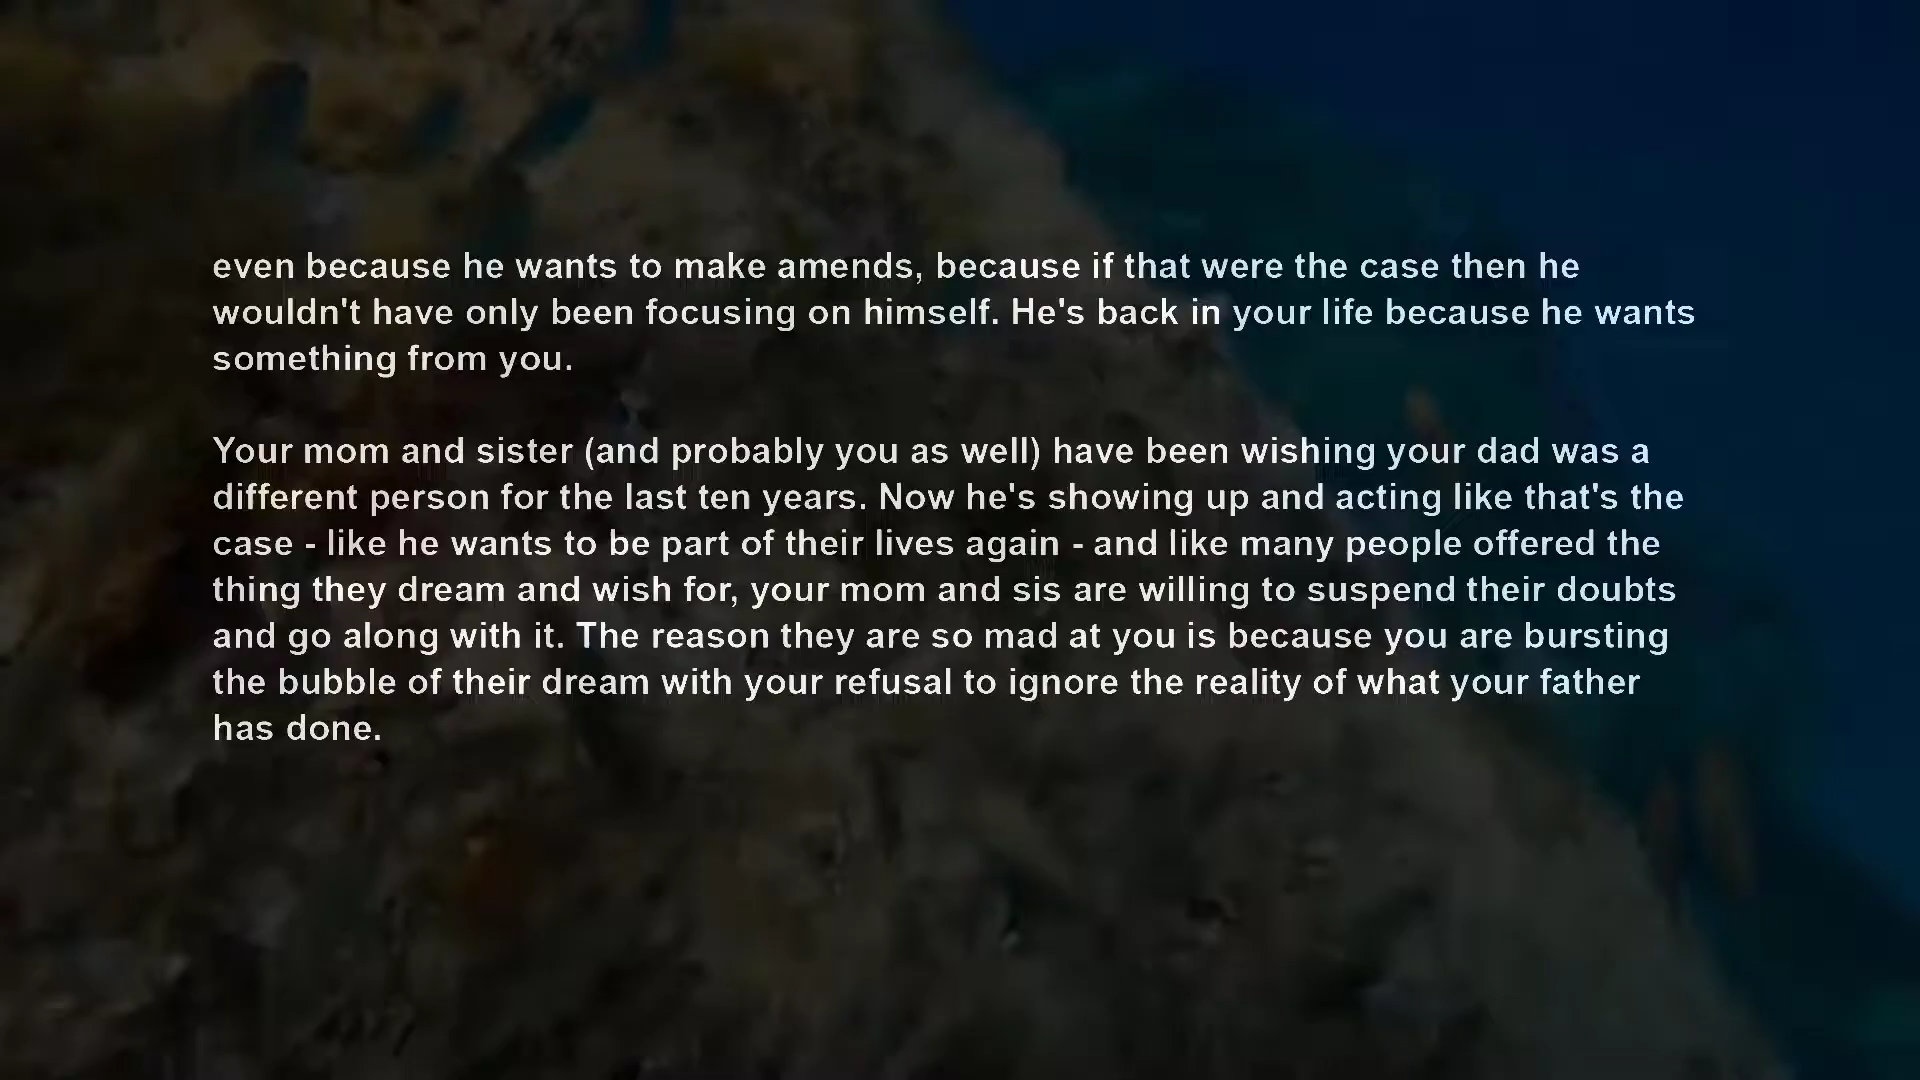 even because he wants to make amends, because if that were the case then he
wouldn't have only been focusing on himself. He's back in your life because he wants
something from you.
Your mom and sister (and probably you as well) have been wishing your dad was a
different person for the last ten years. Now he's showing up and acting like that's the
case - like he wants to be part of their lives again - and like many people offered the
thing they dream and wish for, your mom and sis are willing to suspend their doubts
and go along with it. The reason they are so mad at you is because you are bursting
the bubble of their dream with your refusal to ignore the reality of what your father
has done.